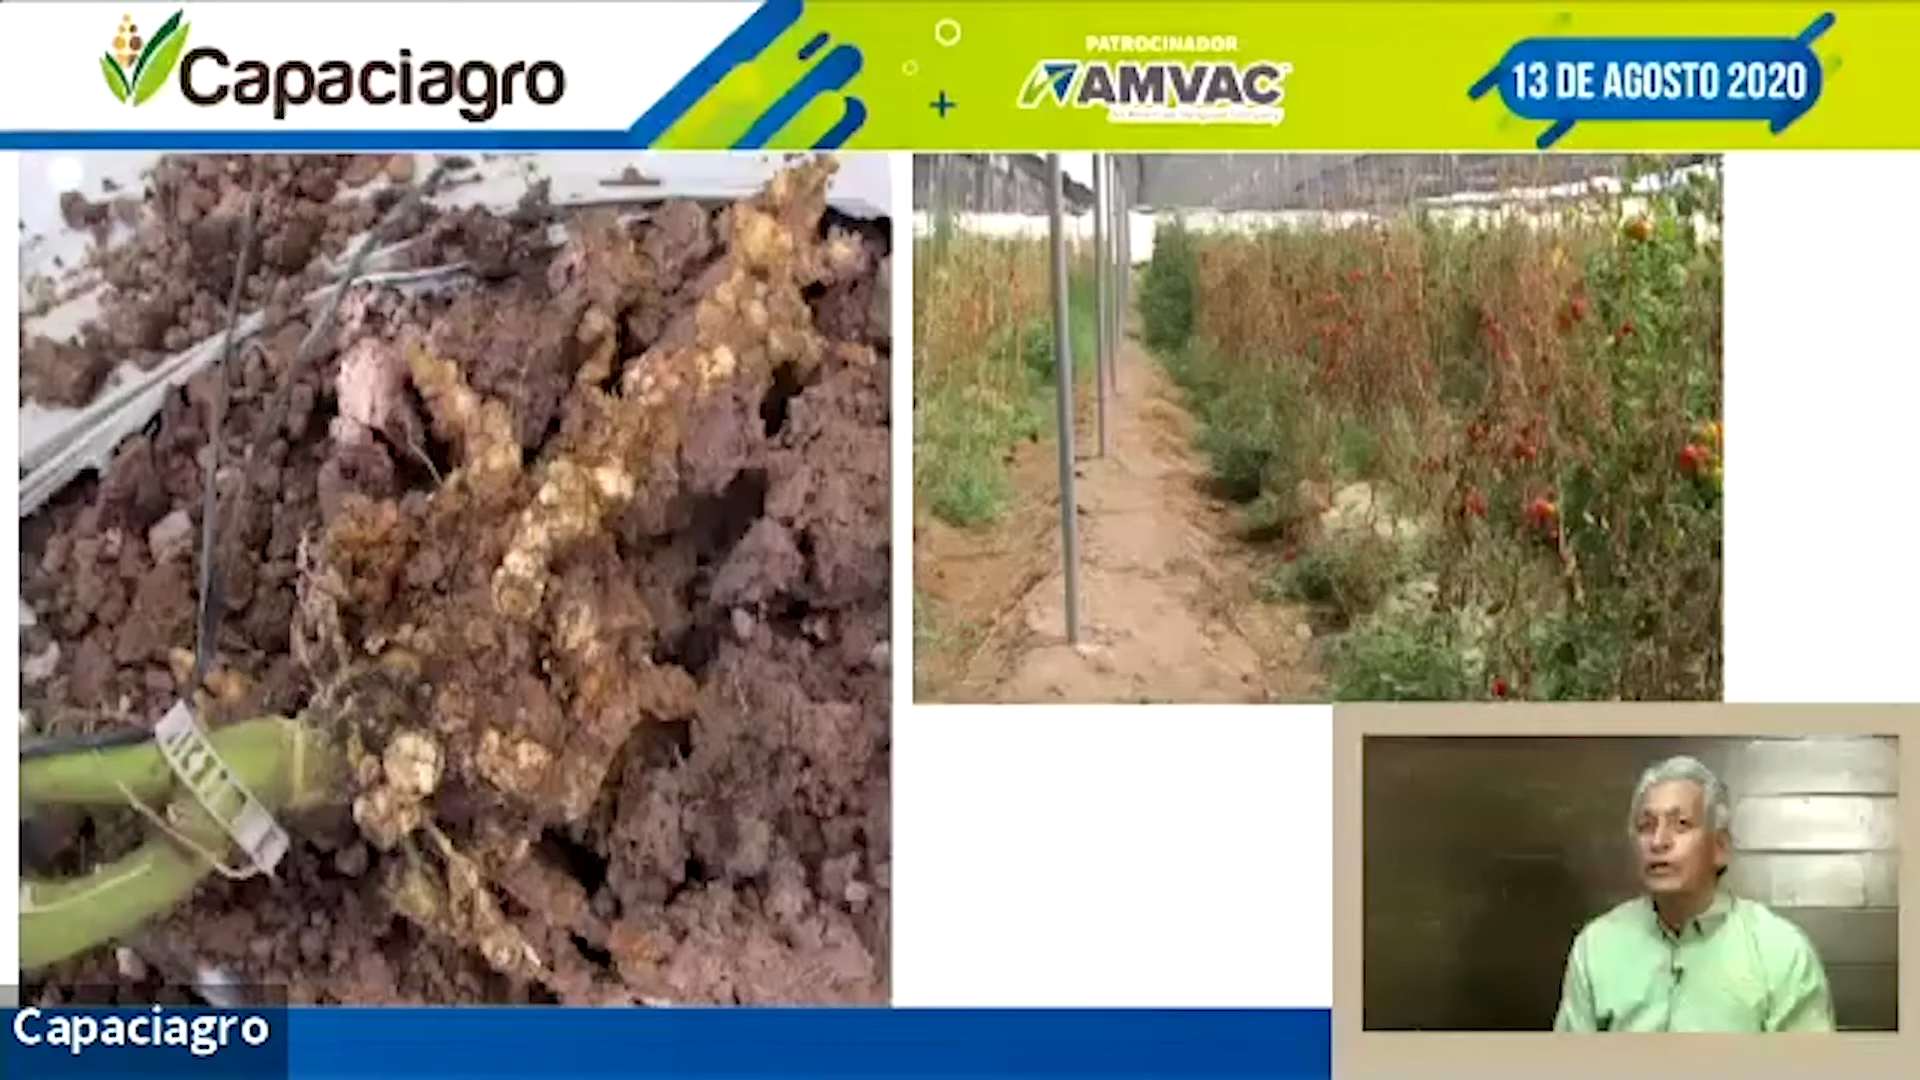 Capaciagro
PATROCINADOR
AMVAC
13 DE AGOSTO 2020
Capaciagro